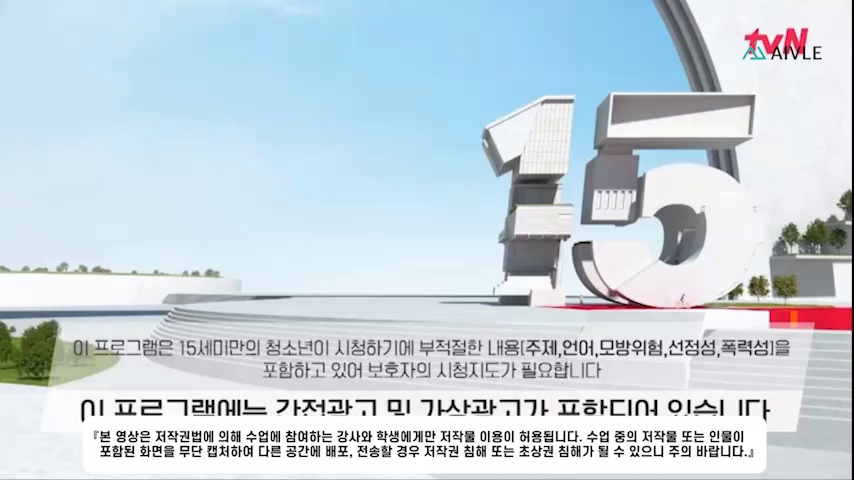 tvN
AIVLE
15
이 프로그램은 15세미만의 청소년이 시청하기에 부적절한 내용[주제,언어,모방위험,선정성,폭력성]을
포함하고 있어 보호자의 시청지도가 필요합니다
이 프로그램에는 간접광고 및 가상광고가 포함되어 있습니다
『본 영상은 저작권법에 의해 수업에 참여하는 강사와 학생에게만 저작물 이용이 허용됩니다. 수업 중의 저작물 또는 인물이
포함된 화면을 무단 캡처하여 다른 공간에 배포, 전송할 경우 저작권 침해 또는 초상권 침해가 될 수 있으니 주의 바랍니다.』